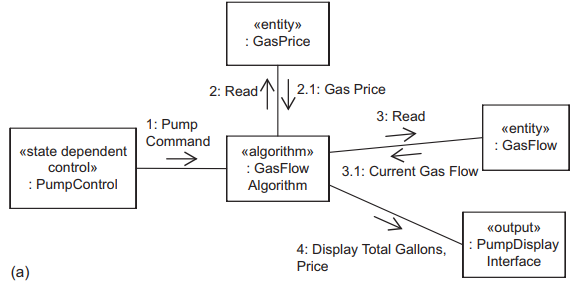 «entity»
: GasPrice
2: Read
2.1: Gas Price
1: Pump
Command
3: Read
«state dependent
control»
: PumpControl
«algorithm»
: GasFlow
Algorithm
«entity»
: GasFlow
3.1: Current Gas Flow
4: Display Total Gallons,
Price
«output»
: PumpDisplay
Interface
(a)